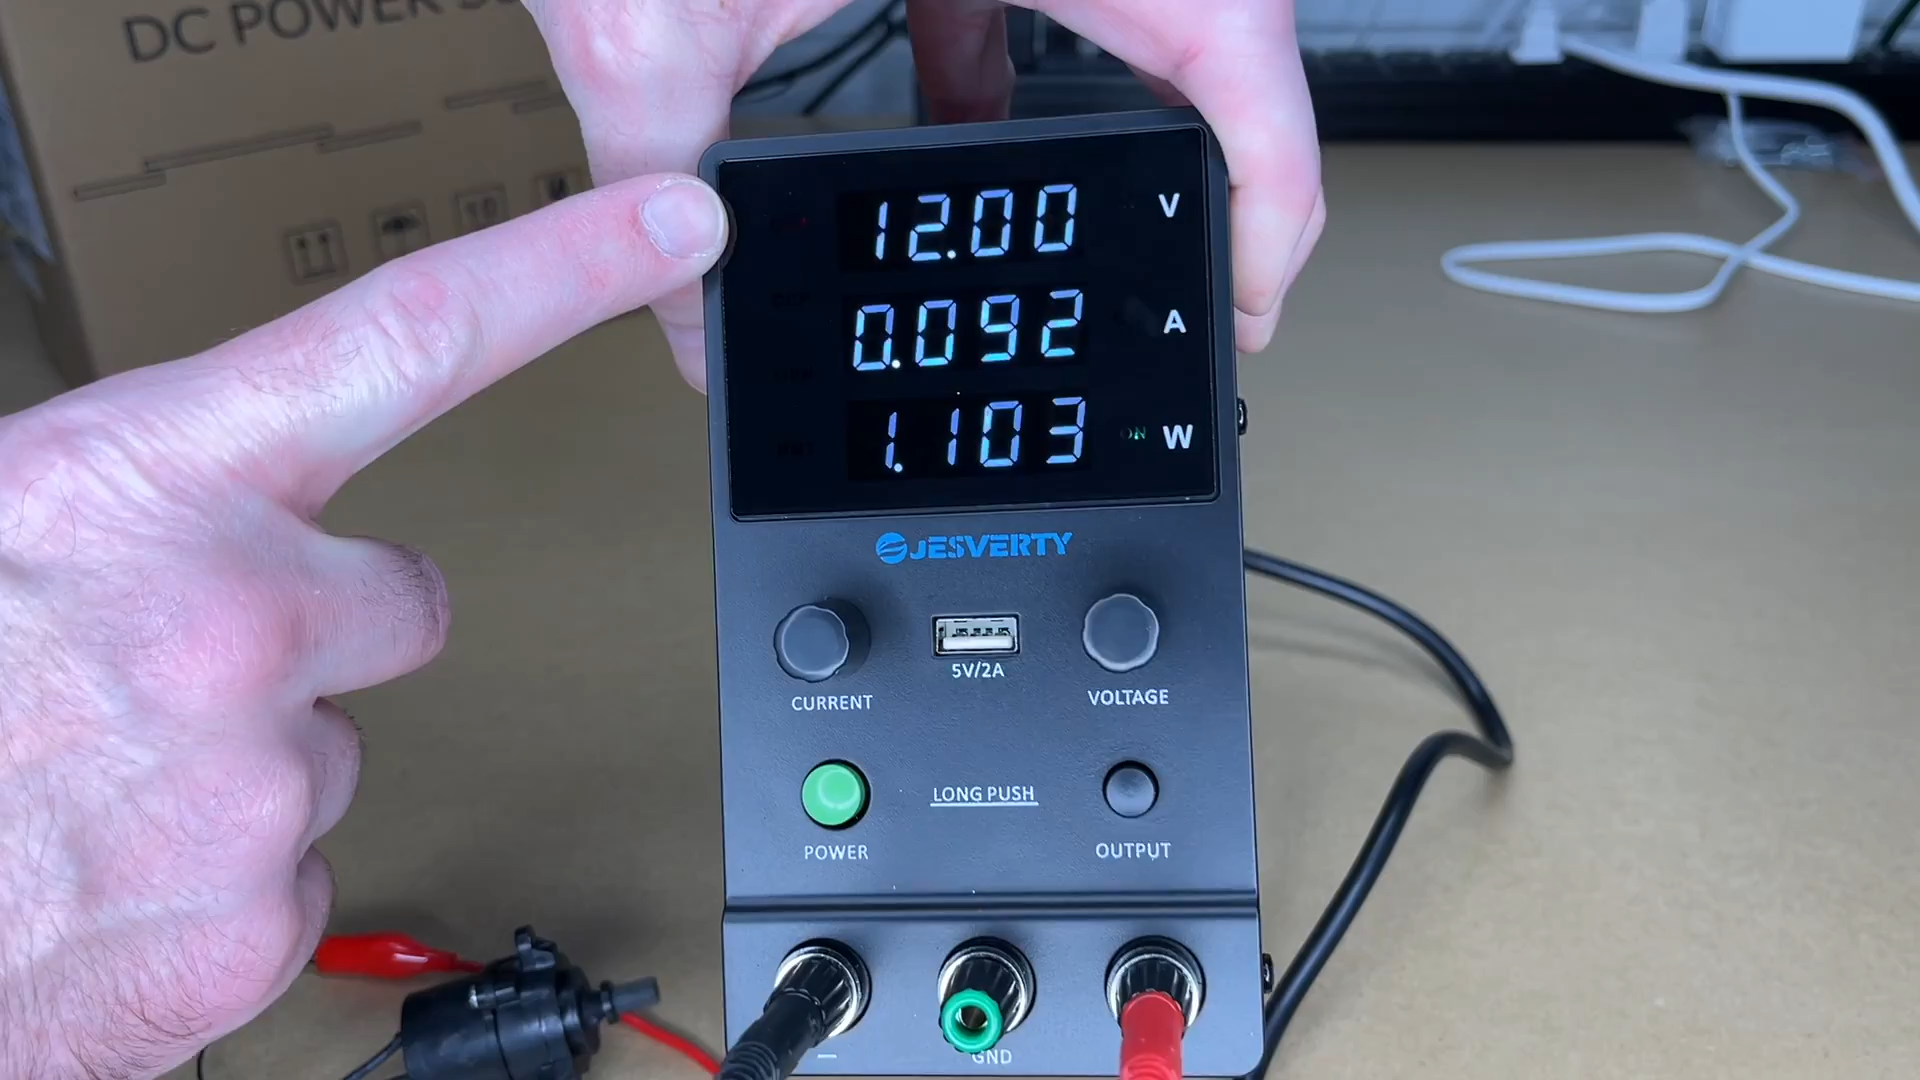 DC POWER SU
12.00 V
0.092 A
1.103 ON W
JESVERTY
5V/2A
CURRENT
VOLTAGE
LONG PUSH
POWER
OUTPUT
GND